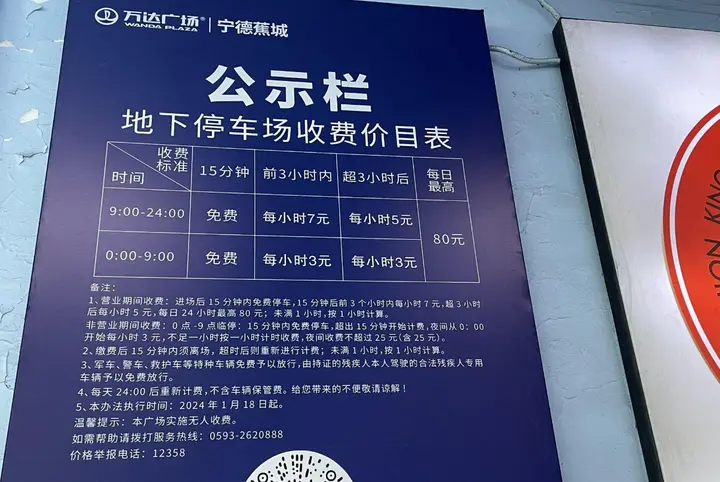 万达广场® | 宁德蕉城
WANDA PLAZA
公示栏
地下停车场收费价目表
收费标准 时间 15分钟 前3小时内 超3小时后 每日最高
9:00-24:00 免费 每小时7元 每小时5元 80元
0:00-9:00 免费 每小时3元 每小时3元
备注:
1、营业期间收费：进场后15分钟内免费停车，15分钟后前3个小时内每小时7元，超3小时
后每小时5元，每日24小时最高80元；未满1小时，按1小时计算。
非营业期间收费：0点-9点临停：15分钟内免费停车，超出15分钟开始计费，夜间从0：00
开始每小时3元，不足一小时按一小时计时收费，夜间收费不超过25元（含25元）。
2、缴费后15分钟内须离场，超时后则重新进行计费；未满1小时，按1小时计算。
3、军车、警车、救护车等特种车辆免费予以放行，由持证的残疾人本人驾驶的合法残疾人专用
车辆予以免费放行。
4、每天24:00后重新计费，不含车辆保管费。给您带来的不便敬请谅解！
5、本办法执行时间：2024年1月18日起。
温馨提示：本广场实施无人收费。
如需帮助请拨打服务热线：0593-2620888
价格举报电话：12358
ION KING